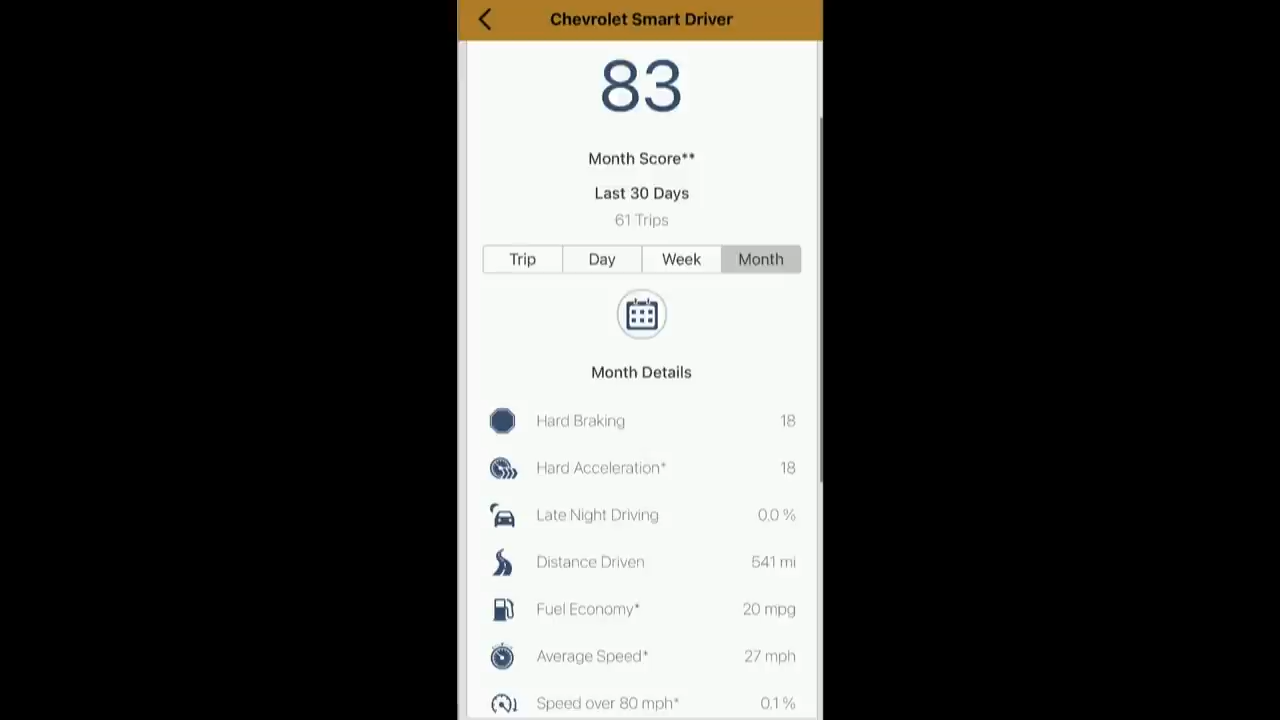 Chevrolet Smart Driver
83
Month Score**
Last 30 Days
61 Trips
Trip Day Week Month
Month Details
Hard Braking 18
Hard Acceleration* 18
Late Night Driving 0.0 %
Distance Driven 541 mi
Fuel Economy* 20 mpg
Average Speed* 27 mph
Speed over 80 mph* 0.1 %